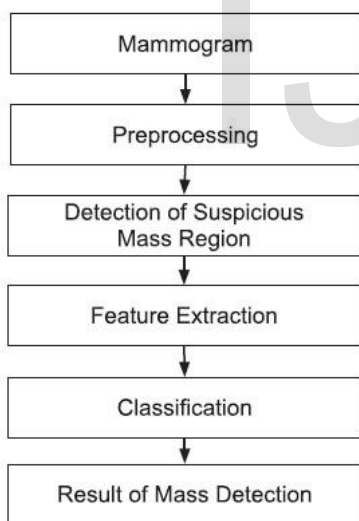 Mammogram
Preprocessing
Detection of Suspicious
Mass Region
Feature Extraction
Classification
Result of Mass Detection